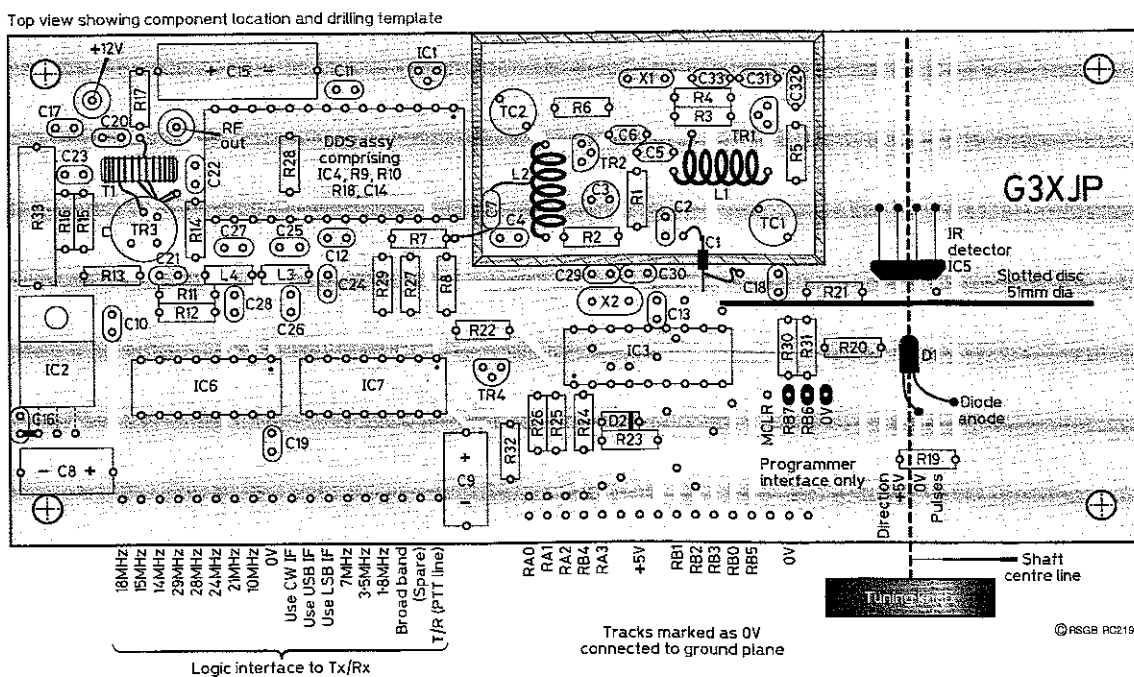 Top view showing component location and drilling template
+12V
C15
+
−
C11
IC1
R17
C17
C20
RF out
C23
T1
C22
R33
R16
R15
TR3
R14
R28
DDS assy
comprising
IC4, R9, R10
R18, C14
TC2
R6
X1
C33
C31
C32
R4
R3
TR1
C6
C5
TR2
L2
L1
R5
C3
R1
C2
C7
C4
R2
TC1
IC1
G3XJP
IR
detector
IC5
Slotted disc
51mm dia
C27
C25
C12
R7
R13
C21
L4
L3
C24
R29
R27
R8
R11
R12
C28
C26
C10
C29
C30
C18
R21
X2
C13
R22
IC3
R30
R31
R20
D1
Diode
anode
IC2
IC6
IC7
TR4
C16
C19
− C8 +
+
C9
−
R32
R26
R25
R24
D2
R23
MCLR
RB7
RB6
0V
Programmer
interface only
R19
Direction
+5V
0V
Pulses
18MHz
15MHz
14MHz
29MHz
28MHz
24MHz
21MHz
10MHz
0V
Use CW IF
Use USB IF
Use LSB IF
7MHz
3·5MHz
1·8MHz
Broad band
(Spare)
T/R (PTT line)
RA0
RA1
RA2
RB4
RA3
+5V
RB1
RB2
RB3
RB0
RB5
0V
Shaft
centre line
Tuning knob
Logic interface to Tx/Rx
Tracks marked as 0V
connected to ground plane
©RSGB RC219